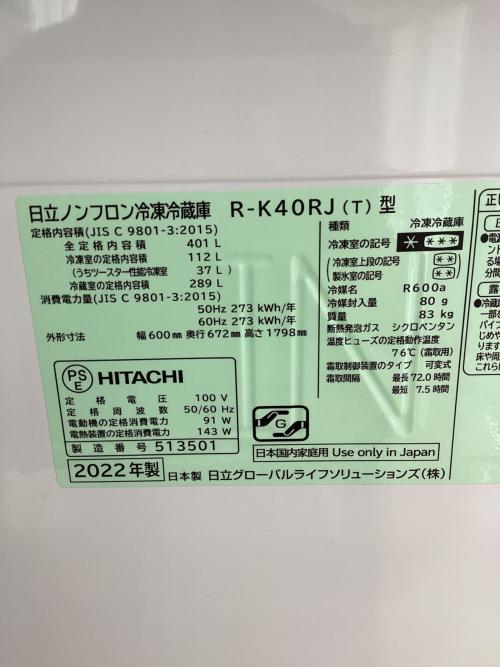 日立ノンフロン冷凍冷蔵庫 R-K40RJ(T)型
定格内容積(JIS C 9801-3:2015)
全定格内容積 401 L
冷凍室の定格内容積 112 L
(うちツースター性能冷凍室 37 L)
冷蔵室の定格内容積 289 L
消費電力量(JIS C 9801-3:2015)
50Hz 273 kWh/年
60Hz 273 kWh/年
外形寸法 幅600mm 奥行672mm 高さ1798mm
PS
E
HITACHI
定格電圧 100 V
定格周波数 50/60 Hz
電動機の定格消費電力 91 W
電熱装置の定格消費電力 143 W
製造番号 513501
2022年製
日本製 日立グローバルライフソリューションズ(株)
種類 冷凍冷蔵庫
冷凍室の記号 * ***
(冷凍室上段の記号 **)
(製氷室の記号 **)
冷媒名 R600a
冷媒封入量 80 g
質量 83 kg
断熱発泡ガス シクロペンタン
温度ヒューズの定格動作温度
76℃(霜取用)
霜取制御装置のタイプ 可変式
霜取間隔 最長72.0時間
最短 7.5時間
G
日本国内家庭用 Use only in Japan